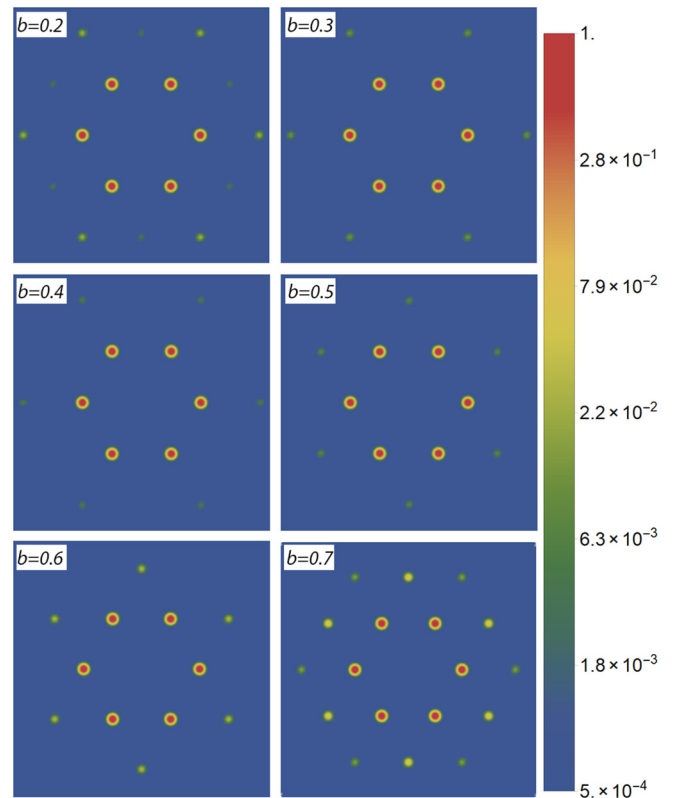 b=0.2
b=0.3
b=0.4
b=0.5
b=0.6
b=0.7
1.
2.8×10⁻¹
7.9×10⁻²
2.2×10⁻²
6.3×10⁻³
1.8×10⁻³
5.×10⁻⁴